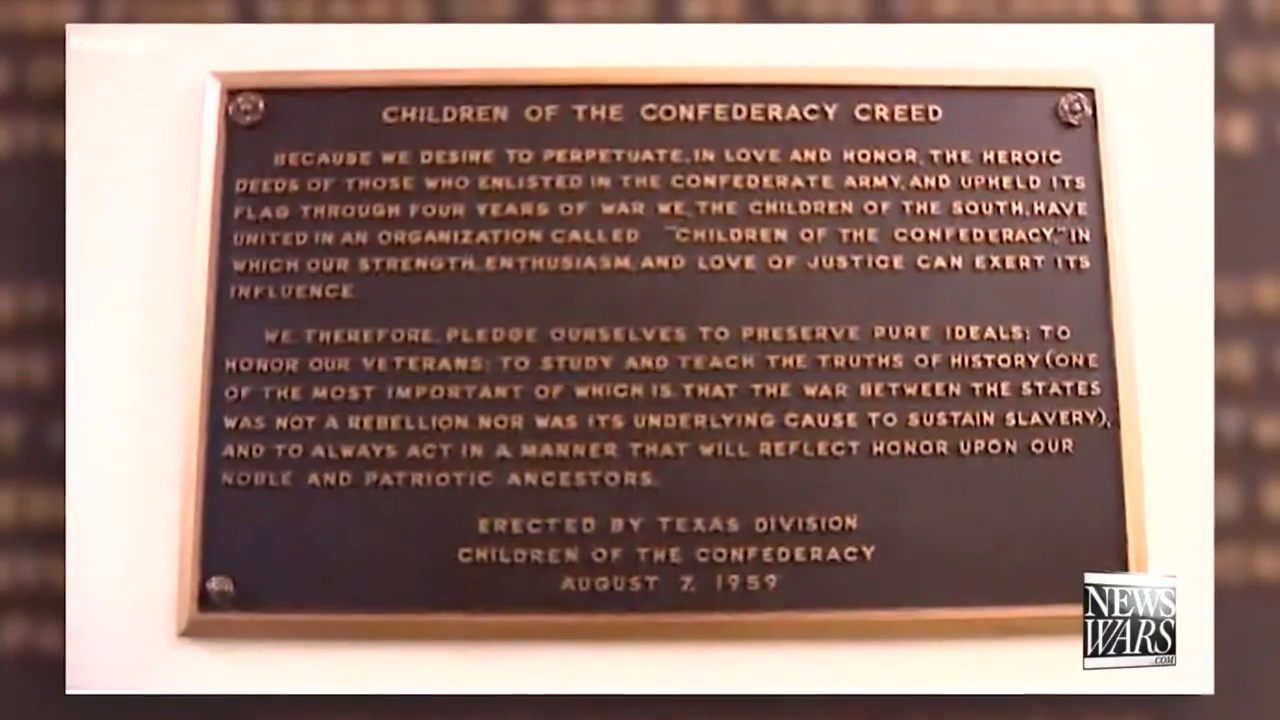 CHILDREN OF THE CONFEDERACY CREED
BECAUSE WE DESIRE TO PERPETUATE, IN LOVE AND HONOR, THE HEROIC
DEEDS OF THOSE WHO ENLISTED IN THE CONFEDERATE ARMY, AND UPHELD ITS
FLAG THROUGH FOUR YEARS OF WAR, WE, THE CHILDREN OF THE SOUTH, HAVE
UNITED IN AN ORGANIZATION CALLED "CHILDREN OF THE CONFEDERACY," IN
WHICH OUR STRENGTH, ENTHUSIASM, AND LOVE OF JUSTICE CAN EXERT ITS
INFLUENCE.
WE, THEREFORE, PLEDGE OURSELVES TO PRESERVE PURE IDEALS; TO
HONOR OUR VETERANS; TO STUDY AND TEACH THE TRUTHS OF HISTORY (ONE
OF THE MOST IMPORTANT OF WHICH IS, THAT THE WAR BETWEEN THE STATES
WAS NOT A REBELLION NOR WAS ITS UNDERLYING CAUSE TO SUSTAIN SLAVERY),
AND TO ALWAYS ACT IN A MANNER THAT WILL REFLECT HONOR UPON OUR
NOBLE AND PATRIOTIC ANCESTORS.
ERECTED BY TEXAS DIVISION
CHILDREN OF THE CONFEDERACY
AUGUST 7, 1959
NEWS
WARS
.COM